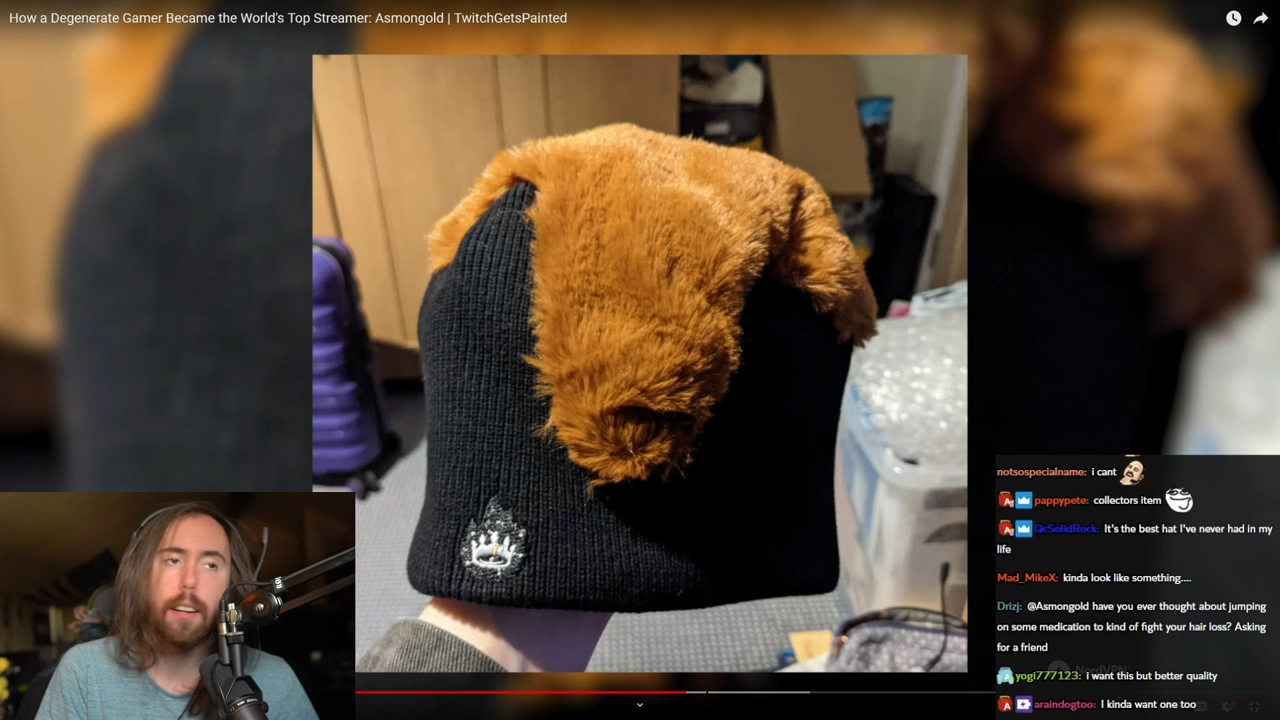 How a Degenerate Gamer Became the World's Top Streamer: Asmongold | TwitchGetsPainted
notsospecialname: i cant
pappypete: collectors item
QcSolidRock: It's the best hat I've never had in my
life
Mad_MikeX: kinda look like something....
Drizj: @Asmongold have you ever thought about jumping
on some medication to kind of fight your hair loss? Asking
for a friend
NordVPN
yogi777123: i want this but better quality
araindogtoo: I kinda want one too